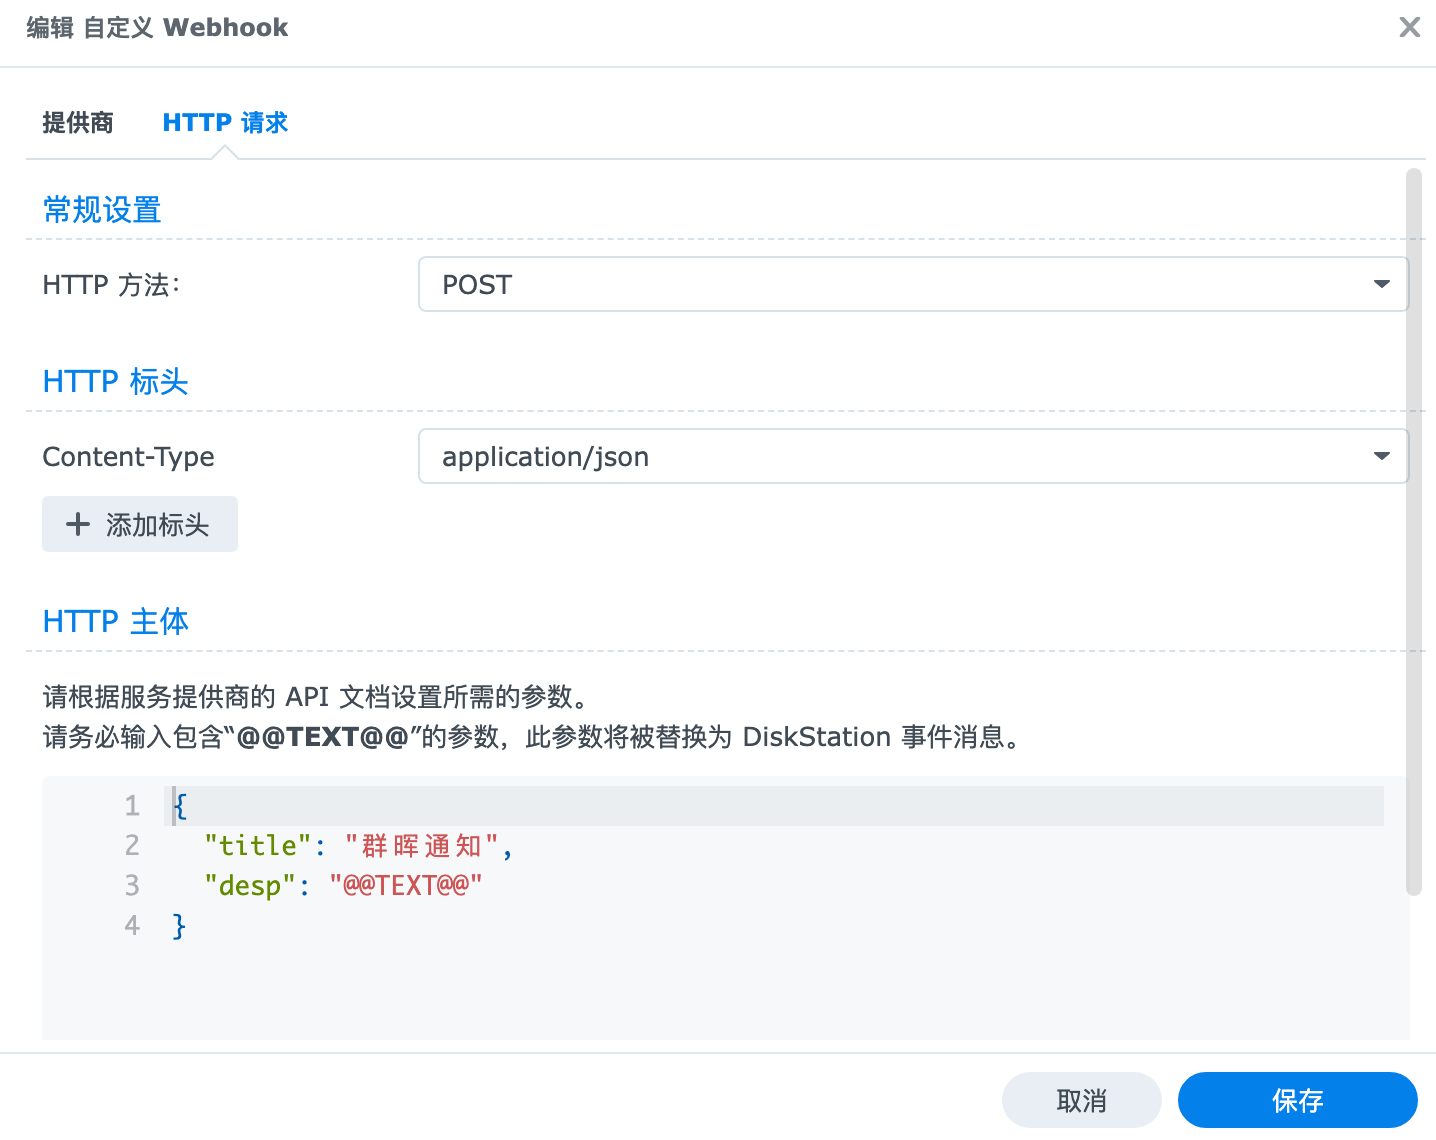 编辑 自定义 Webhook
提供商
HTTP 请求
常规设置
HTTP 方法：
POST
HTTP 标头
Content-Type
application/json
添加标头
HTTP 主体
请根据服务提供商的 API 文档设置所需的参数。
请务必输入包含“@@TEXT@@”的参数，此参数将被替换为 DiskStation 事件消息。
1 {
2 "title": "群晖通知",
3 "desp": "@@TEXT@@"
4 }
取消
保存